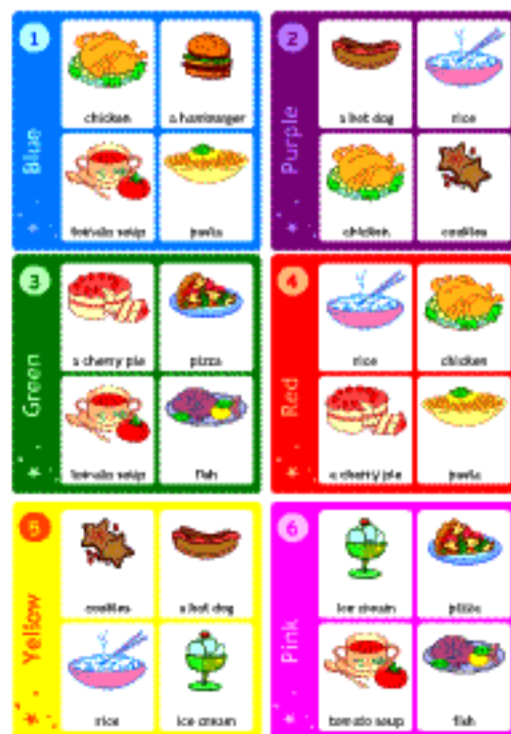 1
Blue
chicken
a hamburger
tomato soup
pasta
2
Purple
a hot dog
rice
chicken
cookies
3
Green
a cherry pie
pizza
tomato soup
fish
4
Red
rice
chicken
a cherry pie
pasta
5
Yellow
cookies
a hot dog
rice
ice cream
6
Pink
ice cream
pizza
tomato soup
fish